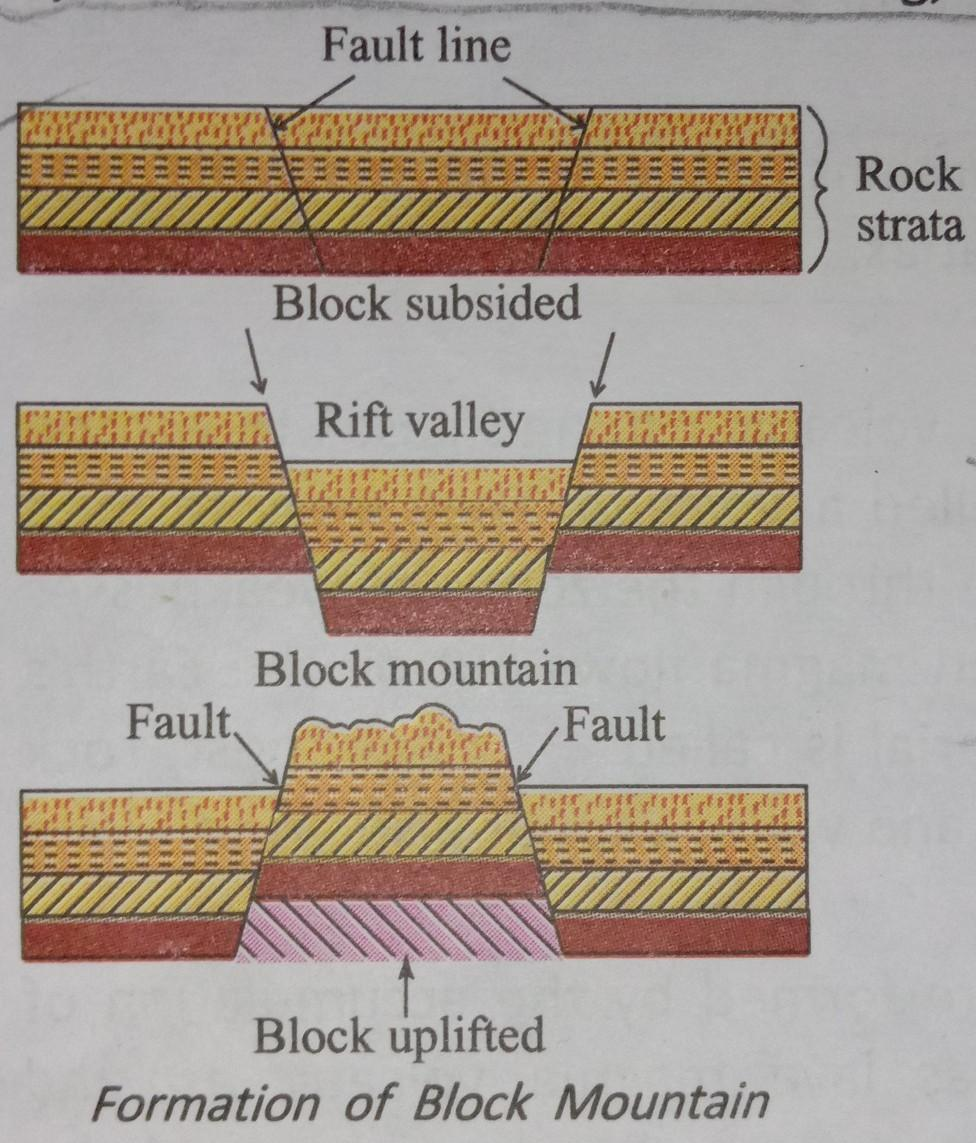 Fault line
Rock
strata
Block subsided
Rift valley
Block mountain
Fault
Fault
Block uplifted
Formation of Block Mountain